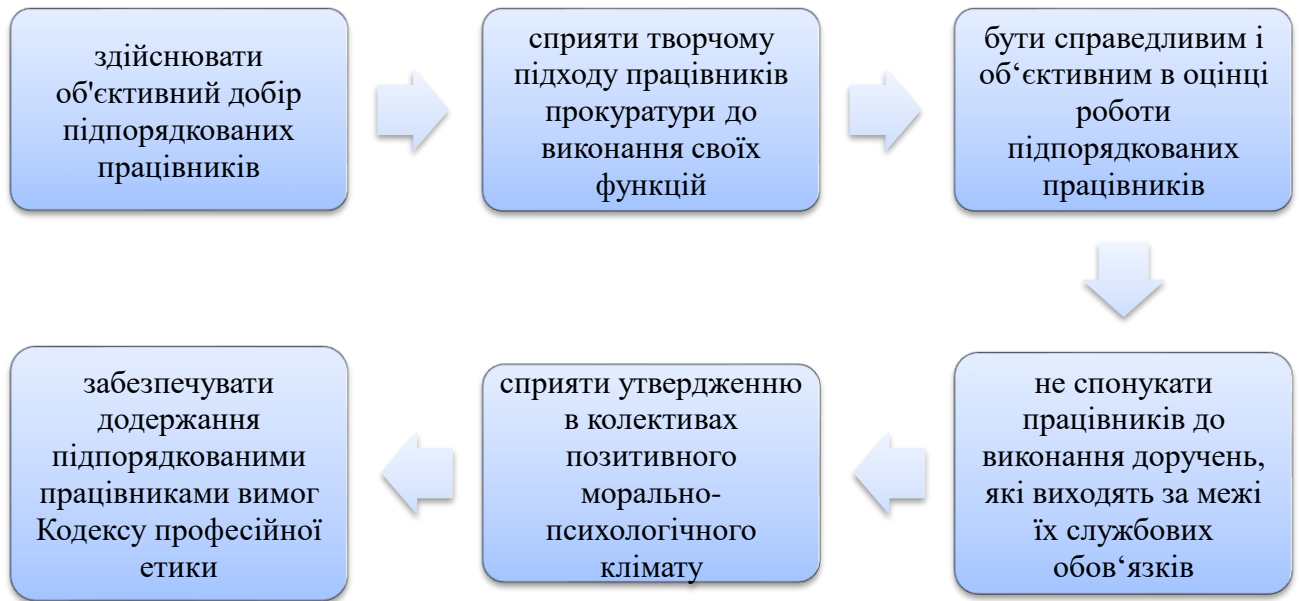 здійснювати
об'єктивний добір
підпорядкованих
працівників
сприяти творчому
підходу працівників
прокуратури до
виконання своїх
функцій
бути справедливим і
об‘єктивним в оцінці
роботи
підпорядкованих
працівників
не спонукати
працівників до
виконання доручень,
які виходять за межі
їх службових
обов‘язків
сприяти утвердженню
в колективах
позитивного
морально-
психологічного
клімату
забезпечувати
додержання
підпорядкованими
працівниками вимог
Кодексу професійної
етики